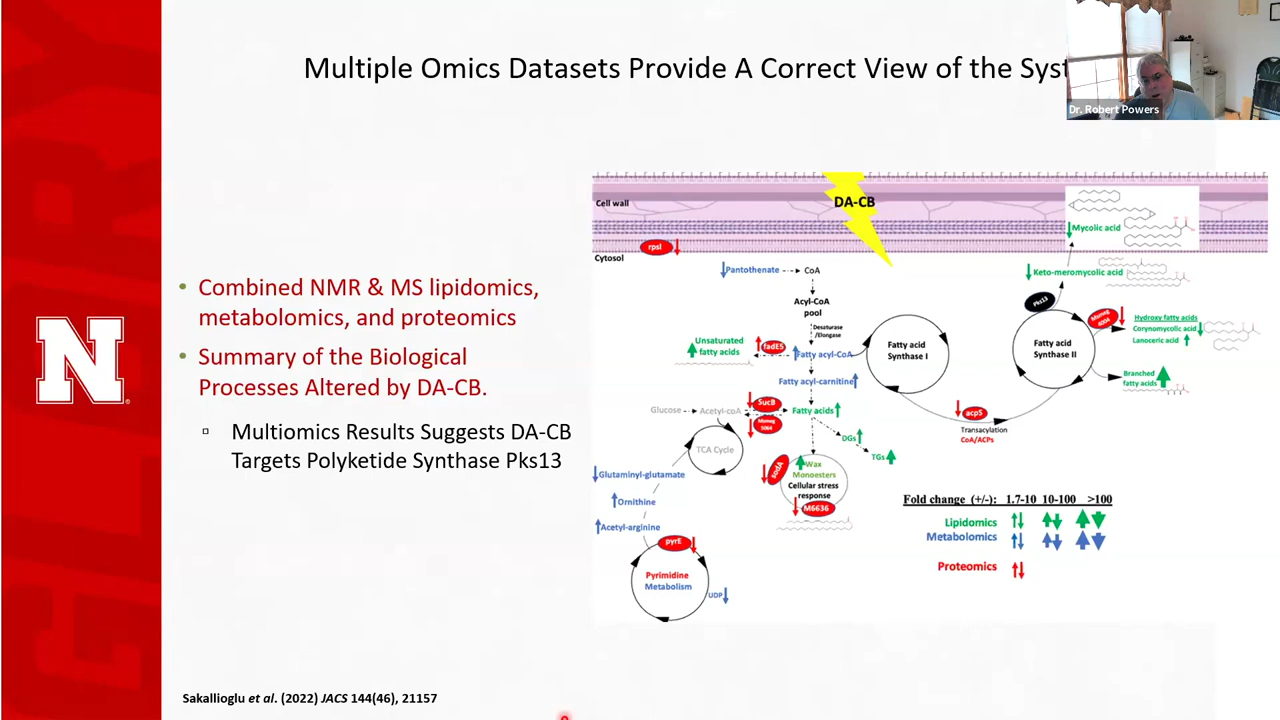 Multiple Omics Datasets Provide A Correct View of the Syst
Dr. Robert Powers
• Combined NMR & MS lipidomics,
metabolomics, and proteomics
• Summary of the Biological
Processes Altered by DA-CB.
▫ Multiomics Results Suggests DA-CB
Targets Polyketide Synthase Pks13
N
Cell wall
DA-CB
Mycolic acid
rpsl
Cytosol
Pantothenate
CoA
Keto-meromycolic acid
Acyl-CoA
pool
Pks13
Desaturase
/Elongase
Hydroxy fatty acids
Corynomycolic acid
Lanoceric acid
Unsaturated
fatty acids
fadE5
Fatty acyl-CoA
Fatty acid
Synthase I
Fatty acid
Synthase II
Fatty acyl-carnitine
Branched
fatty acids
Glucose
Acetyl-coA
SucB
Fatty acids
acpS
Transacylation
CoA/ACPs
DGs
TGs
TCA Cycle
sodA
Wax
Monoesters
Cellular stress
response
M6636
Glutaminyl-glutamate
Ornithine
Acetyl-arginine
pyrE
Pyrimidine
Metabolism
UDP
Fold change (+/-): 1.7-10 10-100 >100
Lipidomics
Metabolomics
Proteomics
Sakallioglu et al. (2022) JACS 144(46), 21157